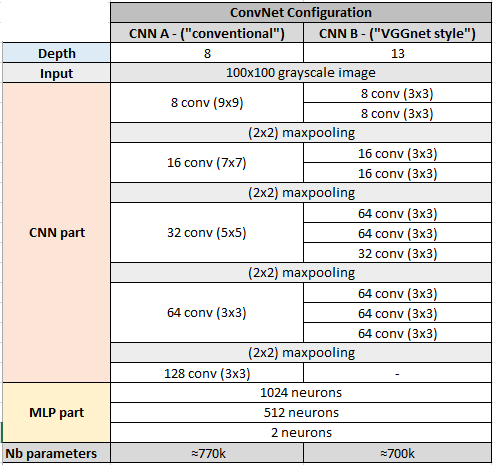 ConvNet Configuration
CNN A - ("conventional") CNN B - ("VGGnet style")
Depth 8 13
Input 100x100 grayscale image
CNN part
8 conv (9x9) 8 conv (3x3)
8 conv (3x3)
(2x2) maxpooling
16 conv (7x7) 16 conv (3x3)
16 conv (3x3)
(2x2) maxpooling
32 conv (5x5) 64 conv (3x3)
64 conv (3x3)
32 conv (3x3)
(2x2) maxpooling
64 conv (3x3) 64 conv (3x3)
64 conv (3x3)
64 conv (3x3)
(2x2) maxpooling
128 conv (3x3) -
MLP part
1024 neurons
512 neurons
2 neurons
Nb parameters ≈770k ≈700k